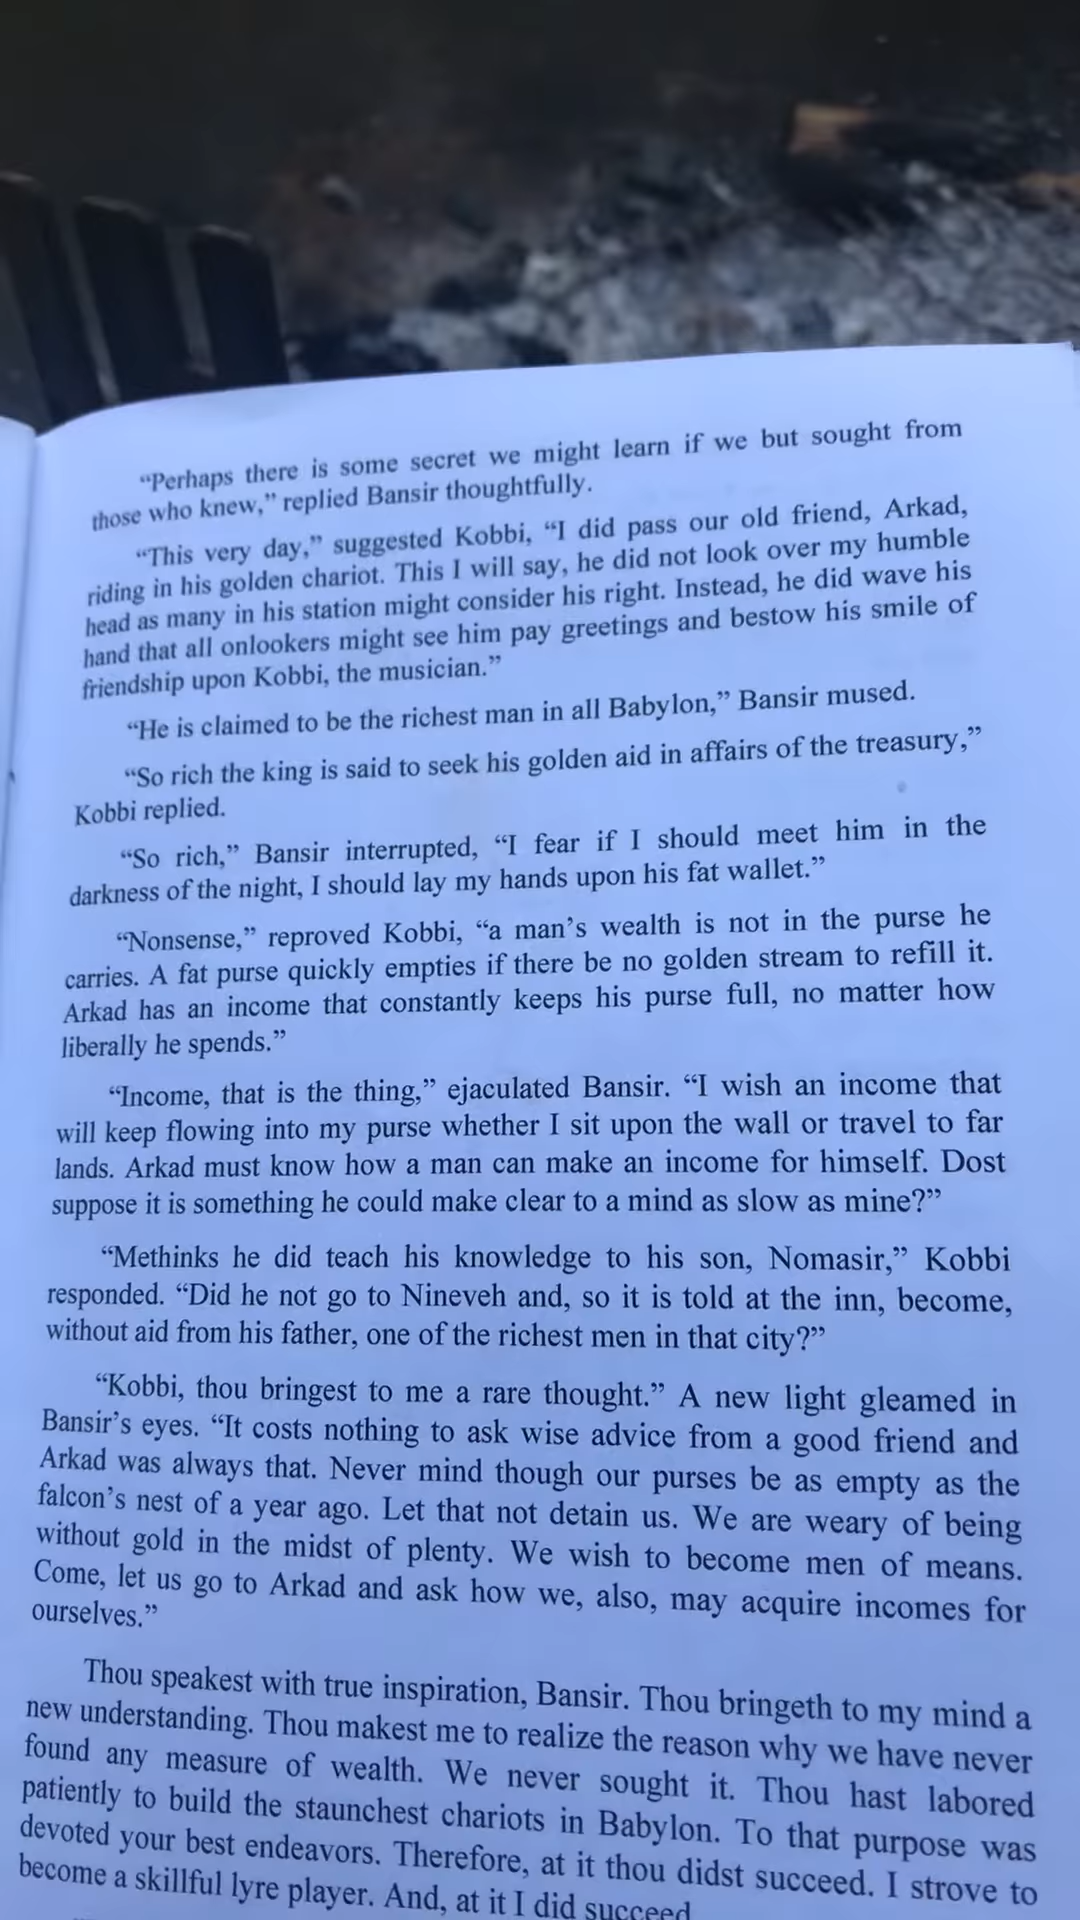 “Perhaps there is some secret we might learn if we but sought from
those who knew,” replied Bansir thoughtfully.
“This very day,” suggested Kobbi, “I did pass our old friend, Arkad,
riding in his golden chariot. This I will say, he did not look over my humble
head as many in his station might consider his right. Instead, he did wave his
hand that all onlookers might see him pay greetings and bestow his smile of
friendship upon Kobbi, the musician.”
“He is claimed to be the richest man in all Babylon,” Bansir mused.
“So rich the king is said to seek his golden aid in affairs of the treasury,”
Kobbi replied.
“So rich,” Bansir interrupted, “I fear if I should meet him in the
darkness of the night, I should lay my hands upon his fat wallet.”
“Nonsense,” reproved Kobbi, “a man’s wealth is not in the purse he
carries. A fat purse quickly empties if there be no golden stream to refill it.
Arkad has an income that constantly keeps his purse full, no matter how
liberally he spends.”
“Income, that is the thing,” ejaculated Bansir. “I wish an income that
will keep flowing into my purse whether I sit upon the wall or travel to far
lands. Arkad must know how a man can make an income for himself. Dost
suppose it is something he could make clear to a mind as slow as mine?”
“Methinks he did teach his knowledge to his son, Nomasir,” Kobbi
responded. “Did he not go to Nineveh and, so it is told at the inn, become,
without aid from his father, one of the richest men in that city?”
“Kobbi, thou bringest to me a rare thought.” A new light gleamed in
Bansir’s eyes. “It costs nothing to ask wise advice from a good friend and
Arkad was always that. Never mind though our purses be as empty as the
falcon’s nest of a year ago. Let that not detain us. We are weary of being
without gold in the midst of plenty. We wish to become men of means.
Come, let us go to Arkad and ask how we, also, may acquire incomes for
ourselves.”
Thou speakest with true inspiration, Bansir. Thou bringeth to my mind a
new understanding. Thou makest me to realize the reason why we have never
found any measure of wealth. We never sought it. Thou hast labored
patiently to build the staunchest chariots in Babylon. To that purpose was
devoted your best endeavors. Therefore, at it thou didst succeed. I strove to
become a skillful lyre player. And, at it I did succeed.